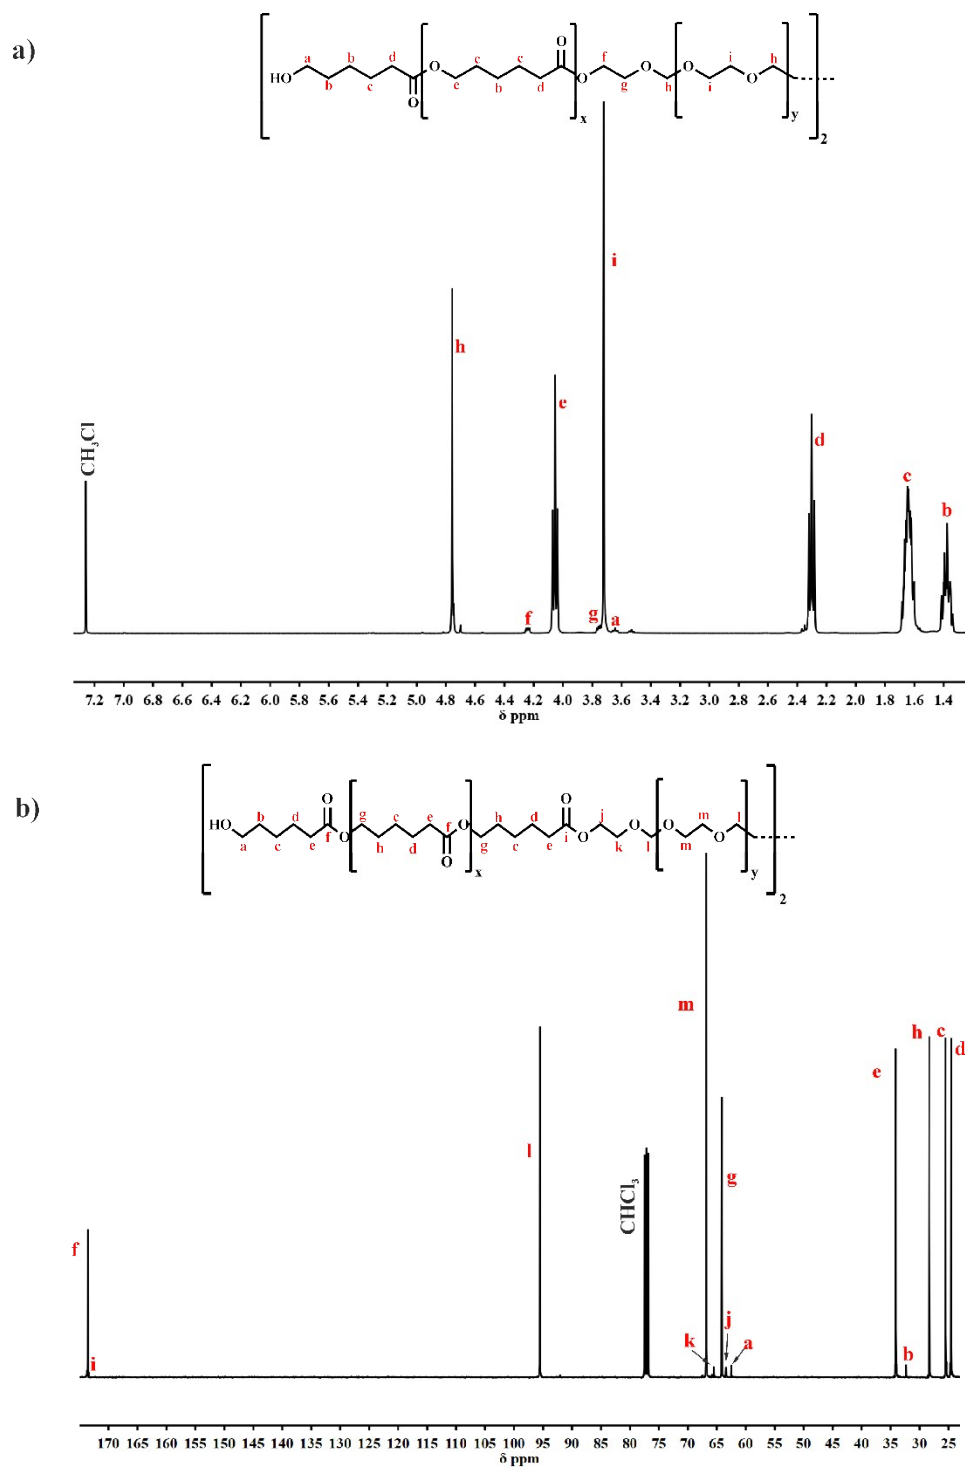 a)
a b d O c c f i h
HO O O O O O
b c O e b d g h i O
x y 2
i
h
e
CH3Cl
d
c
b
f g a
7.2 7.0 6.8 6.6 6.4 6.2 6.0 5.8 5.6 5.4 5.2 5.0 4.8 4.6 4.4 4.2 4.0 3.8 3.6 3.4 3.2 3.0 2.8 2.6 2.4 2.2 2.0 1.8 1.6 1.4
δ ppm
b)
b d O g c e h d O j m l
HO f O f O i O O O O
a c e h d O g c e k l m
x y 2
m
h c d
e
l
g
CHCl3
f
k j a
b
i
170 165 160 155 150 145 140 135 130 125 120 115 110 105 100 95 90 85 80 75 70 65 60 55 50 45 40 35 30 25
δ ppm